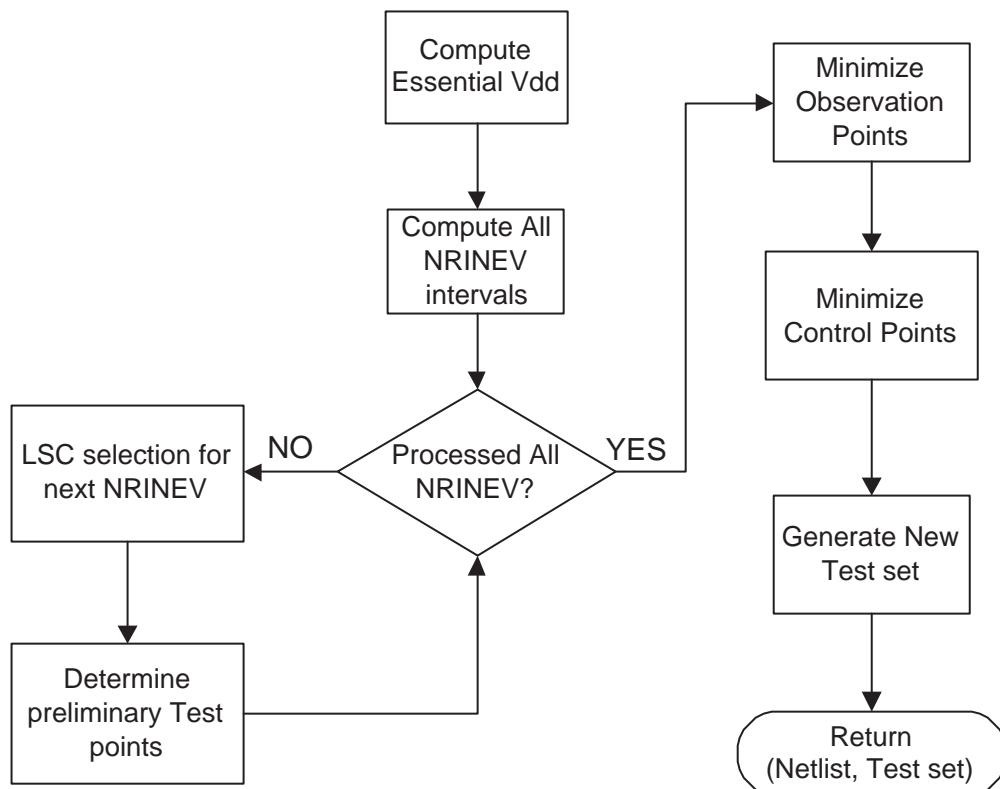 Compute
Essential Vdd
Compute All
NRINEV
intervals
Processed All
NRINEV?
NO
YES
LSC selection for
next NRINEV
Determine
preliminary Test
points
Minimize
Observation
Points
Minimize
Control Points
Generate New
Test set
Return
(Netlist, Test set)